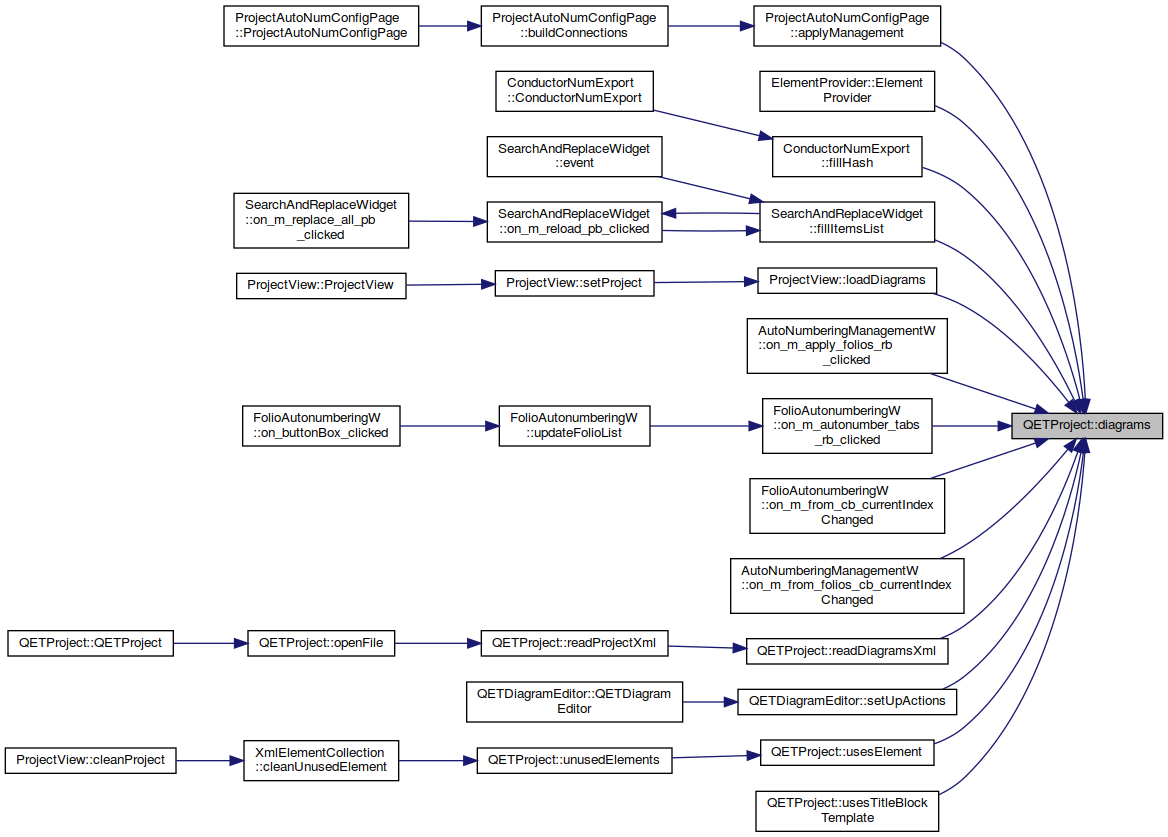 ProjectAutoNumConfigPage
::ProjectAutoNumConfigPage
ProjectAutoNumConfigPage
::buildConnections
ProjectAutoNumConfigPage
::applyManagement
ElementProvider::Element
Provider
ConductorNumExport
::ConductorNumExport
ConductorNumExport
::fillHash
SearchAndReplaceWidget
::event
SearchAndReplaceWidget
::on_m_replace_all_pb
_clicked
SearchAndReplaceWidget
::on_m_reload_pb_clicked
SearchAndReplaceWidget
::fillItemsList
ProjectView::ProjectView
ProjectView::setProject
ProjectView::loadDiagrams
AutoNumberingManagementW
::on_m_apply_folios_rb
_clicked
FolioAutonumberingW
::on_buttonBox_clicked
FolioAutonumberingW
::updateFolioList
FolioAutonumberingW
::on_m_autonumber_tabs
_rb_clicked
QETProject::diagrams
FolioAutonumberingW
::on_m_from_cb_currentIndex
Changed
AutoNumberingManagementW
::on_m_from_folios_cb_currentIndex
Changed
QETProject::QETProject
QETProject::openFile
QETProject::readProjectXml
QETProject::readDiagramsXml
QETDiagramEditor::QETDiagram
Editor
QETDiagramEditor::setUpActions
ProjectView::cleanProject
XmlElementCollection
::cleanUnusedElement
QETProject::unusedElements
QETProject::usesElement
QETProject::usesTitleBlock
Template